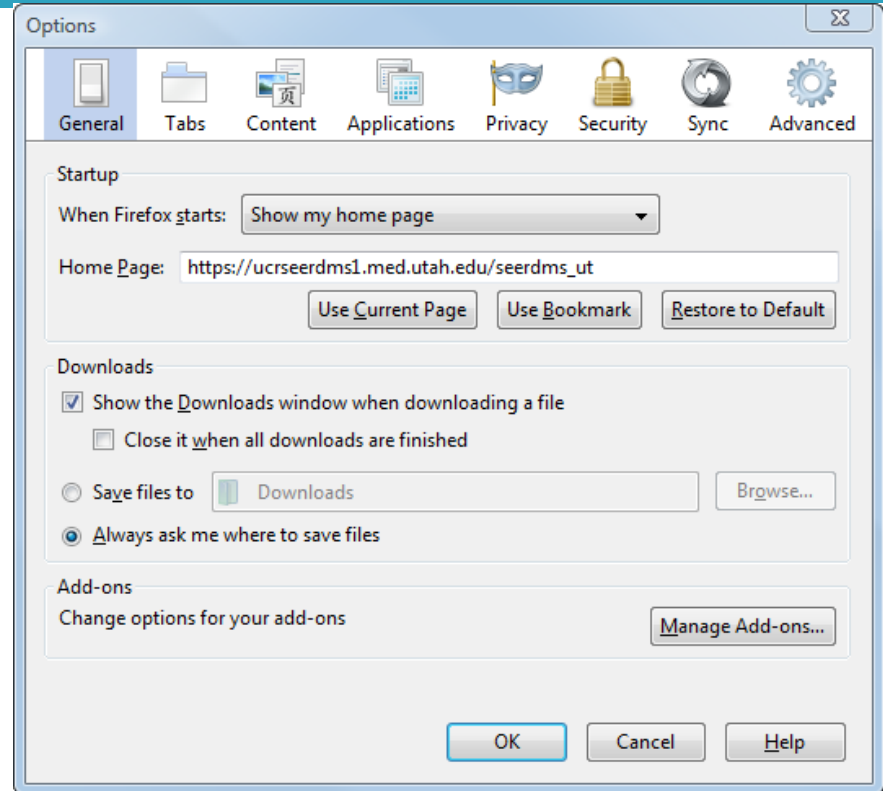 Options
General Tabs Content Applications Privacy Security Sync Advanced
页
Startup
When Firefox starts: Show my home page
Home Page: https://ucrseerdms1.med.utah.edu/seerdms_ut
Use Current Page Use Bookmark Restore to Default
Downloads
Show the Downloads window when downloading a file
Close it when all downloads are finished
Save files to Downloads Browse...
Always ask me where to save files
Add-ons
Change options for your add-ons
Manage Add-ons...
OK Cancel Help